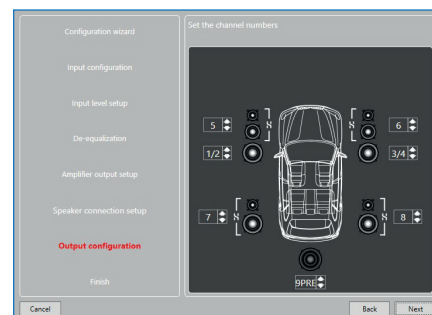 Configuration wizard
Input configuration
Input level setup
De-equalization
Amplifier output setup
Speaker connection setup
Output configuration
Finish
Set the channel numbers
5
6
1/2
3/4
7
8
9PRE
Cancel
Back
Next